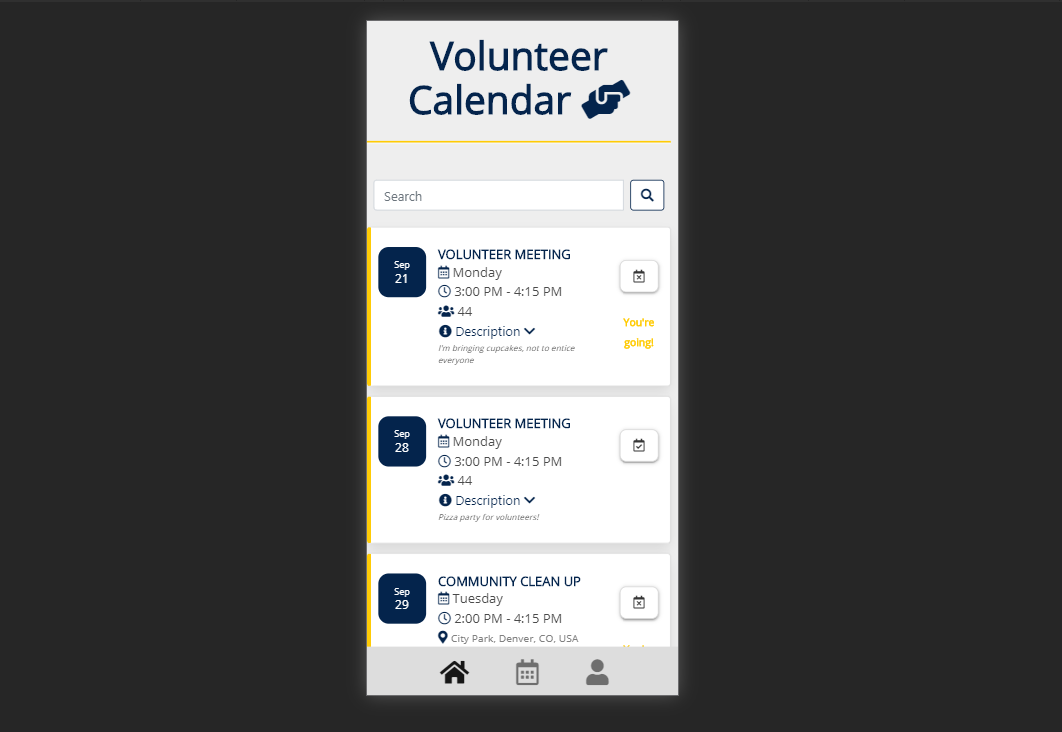 Volunteer
Calendar
Search
Sep
21
VOLUNTEER MEETING
Monday
3:00 PM - 4:15 PM
44
Description
I'm bringing cupcakes, not to entice
everyone
You're
going!
Sep
28
VOLUNTEER MEETING
Monday
3:00 PM - 4:15 PM
44
Description
Pizza party for volunteers!
Sep
29
COMMUNITY CLEAN UP
Tuesday
2:00 PM - 4:15 PM
City Park, Denver, CO, USA